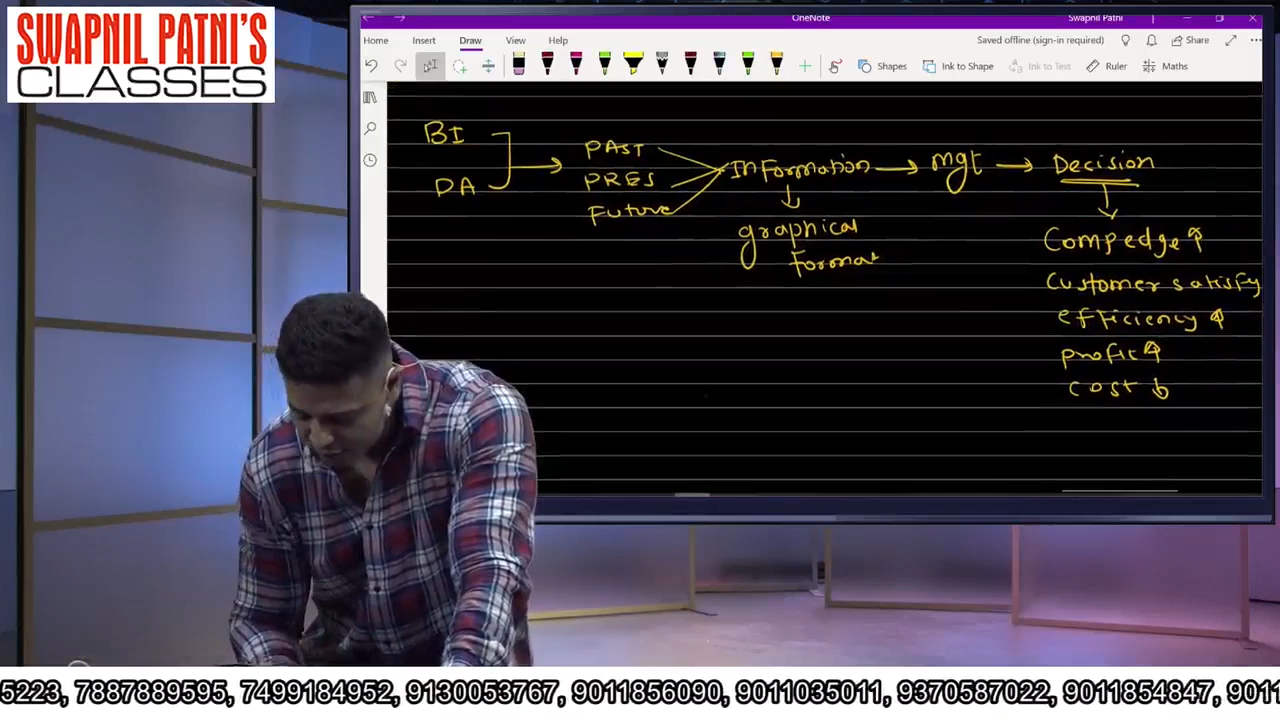 SWAPNIL PATNI'S
CLASSES
OneNote
Swapnil Patni
Home Insert Draw View Help
Saved offline (sign-in required)
Share
Shapes
Ink to Shape
Ink to Text
Ruler
Maths
BI
DA
PAST
PRES
Future
Information
graphical
format
mgt
Decision
Comp edge
Customer satisfy
efficiency
profit
cost
5223, 7887889595, 7499184952, 9130053767, 9011856090, 9011035011, 9370587022, 9011854847, 9011